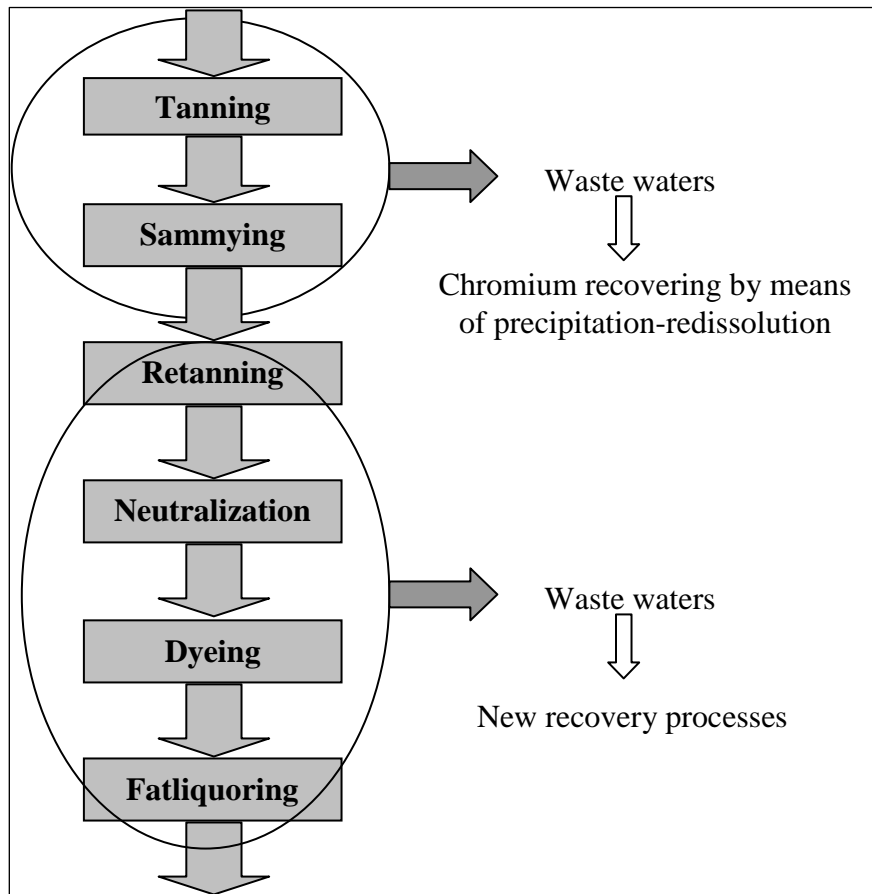 Tanning
Sammying
Waste waters
Chromium recovering by means
of precipitation-redissolution
Retanning
Neutralization
Dyeing
Fatliquoring
Waste waters
New recovery processes